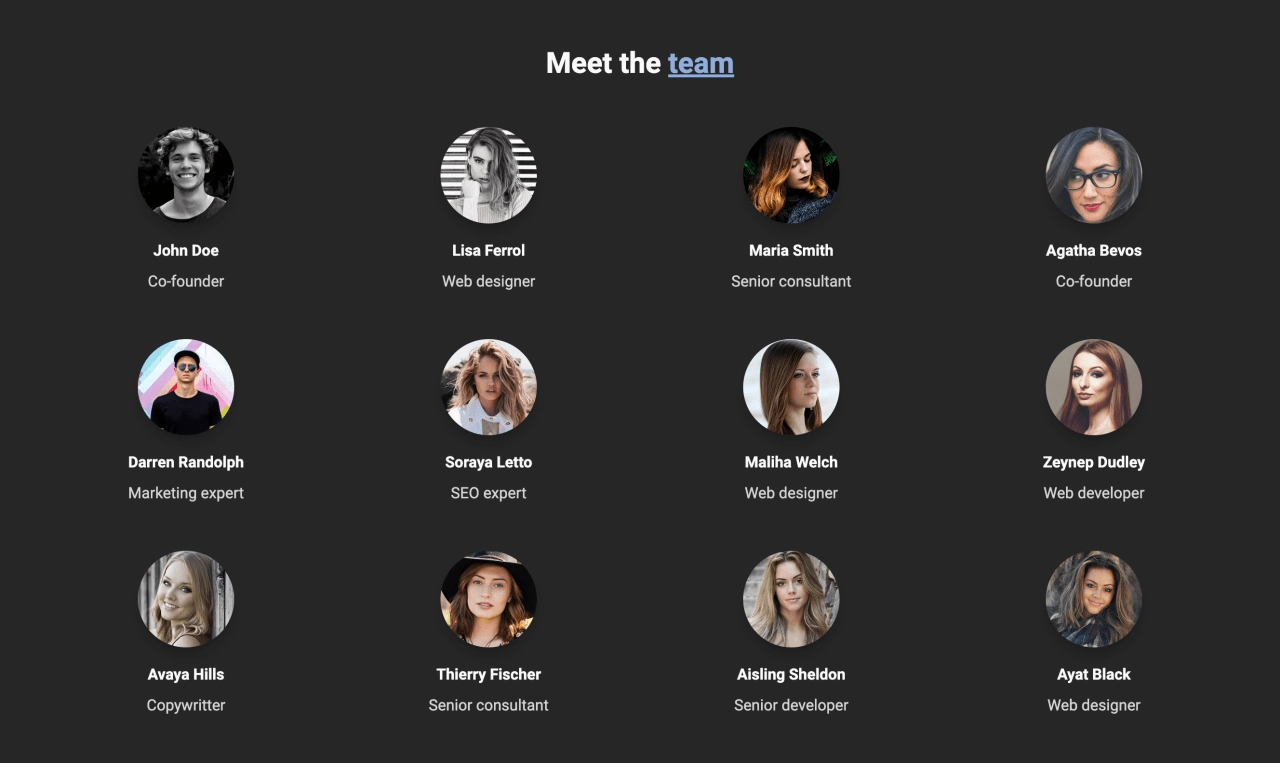 Meet the team
John Doe
Lisa Ferrol
Maria Smith
Agatha Bevos
Co-founder
Web designer
Senior consultant
Co-founder
Darren Randolph
Soraya Letto
Maliha Welch
Zeynep Dudley
Marketing expert
SEO expert
Web designer
Web developer
Avaya Hills
Thierry Fischer
Aisling Sheldon
Ayat Black
Copywritter
Senior consultant
Senior developer
Web designer